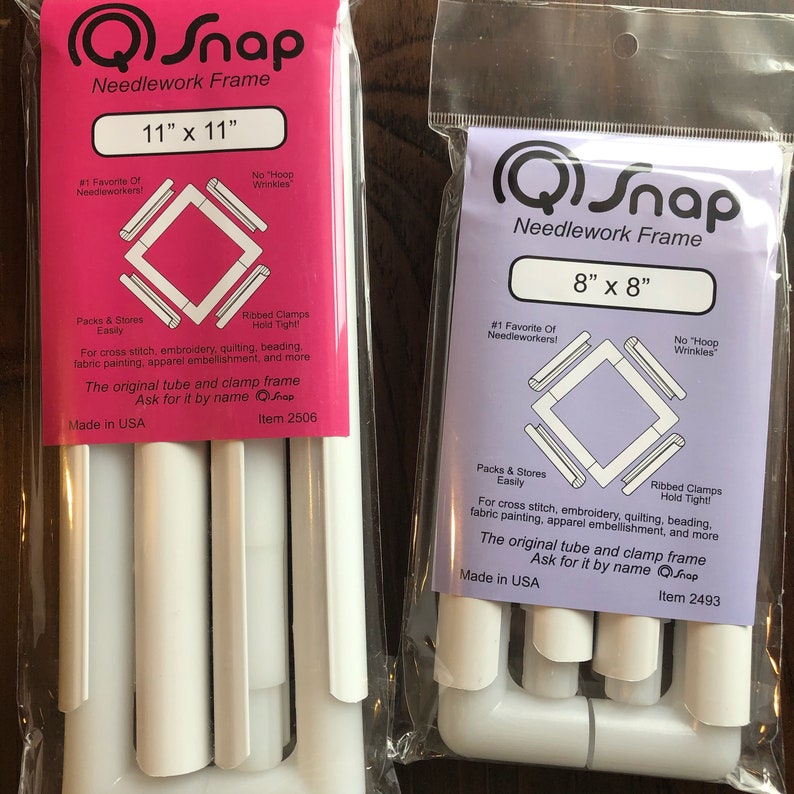 Q Snap
Needlework Frame
11” x 11”
#1 Favorite Of
Needleworkers!
No “Hoop
Wrinkles”
Packs & Stores
Easily
Ribbed Clamps
Hold Tight!
For cross stitch, embroidery, quilting, beading,
fabric painting, apparel embellishment, and more
The original tube and clamp frame
Ask for it by name Q Snap
Made in USA
Item 2506
Q Snap
Needlework Frame
8” x 8”
#1 Favorite Of
Needleworkers!
No “Hoop
Wrinkles”
Packs & Stores
Easily
Ribbed Clamps
Hold Tight!
For cross stitch, embroidery, quilting, beading,
fabric painting, apparel embellishment, and more
The original tube and clamp frame
Ask for it by name Q Snap
Made in USA
Item 2493